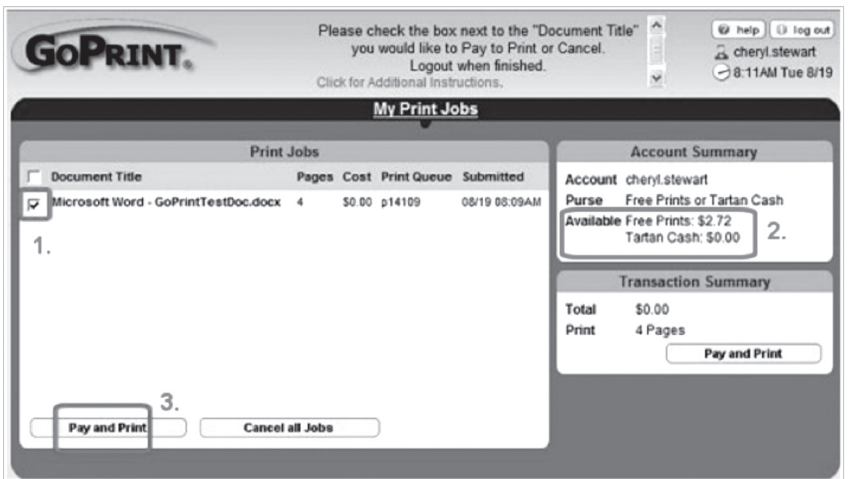 GoPrint®
Please check the box next to the "Document Title"
you would like to Pay to Print or Cancel.
Logout when finished.
Click for Additional Instructions.
help log out
cheryl.stewart
8:11AM Tue 8/19
My Print Jobs
Print Jobs
Document Title Pages Cost Print Queue Submitted
Microsoft Word - GoPrintTestDoc.docx 4 $0.00 p14109 08/19 08:09AM
1.
Pay and Print 3. Cancel all Jobs
Account Summary
Account cheryl.stewart
Purse Free Prints or Tartan Cash
Available Free Prints: $2.72
Tartan Cash: $0.00
2.
Transaction Summary
Total $0.00
Print 4 Pages
Pay and Print